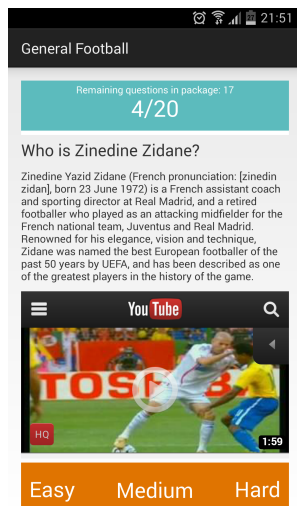 21:51
General Football
Remaining questions in package: 17
4/20
Who is Zinedine Zidane?
Zinedine Yazid Zidane (French pronunciation: [zinedin
zidan], born 23 June 1972) is a French assistant coach
and sporting director at Real Madrid, and a retired
footballer who played as an attacking midfielder for the
French national team, Juventus and Real Madrid.
Renowned for his elegance, vision and technique,
Zidane was named the best European footballer of the
past 50 years by UEFA, and has been described as one
of the greatest players in the history of the game.
YouTube
TOSHIBA
HQ
1:59
Easy Medium Hard